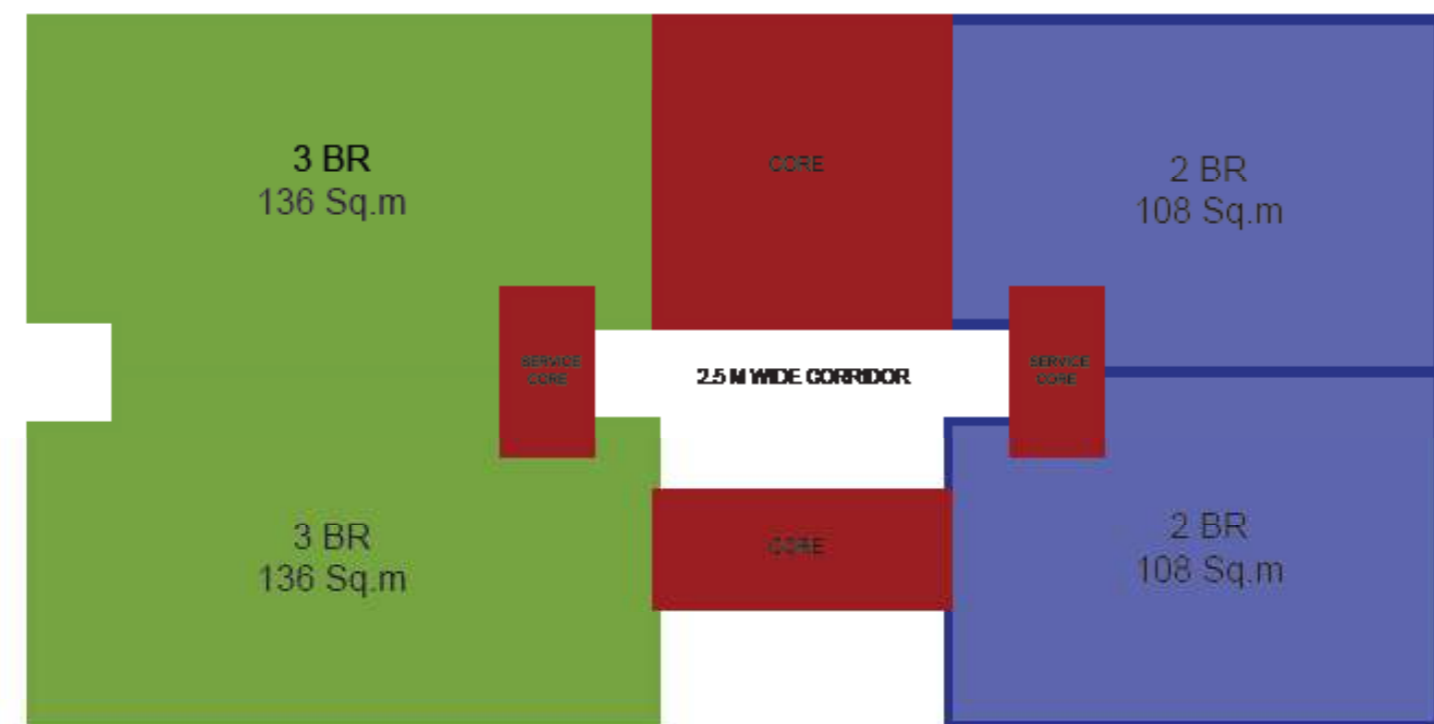 3 BR
136 Sq.m
CORE
2 BR
108 Sq.m
SERVICE
CORE
2.5 M WIDE CORRIDOR
SERVICE
CORE
3 BR
136 Sq.m
CORE
2 BR
108 Sq.m